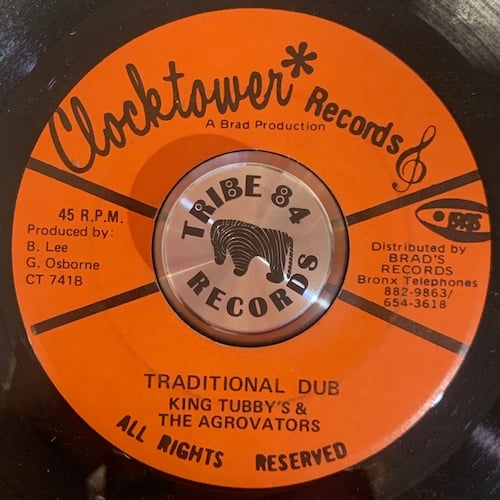 Clocktower* Records
A Brad Production
TRIBE 84
RECORDS
45 R.P.M.
Produced by:
B. Lee
G. Osborne
CT 741B
Distributed by
BRAD'S
RECORDS
Bronx Telephones
882-9863/
654-3618
TRADITIONAL DUB
KING TUBBY'S &
THE AGROVATORS
ALL RIGHTS RESERVED